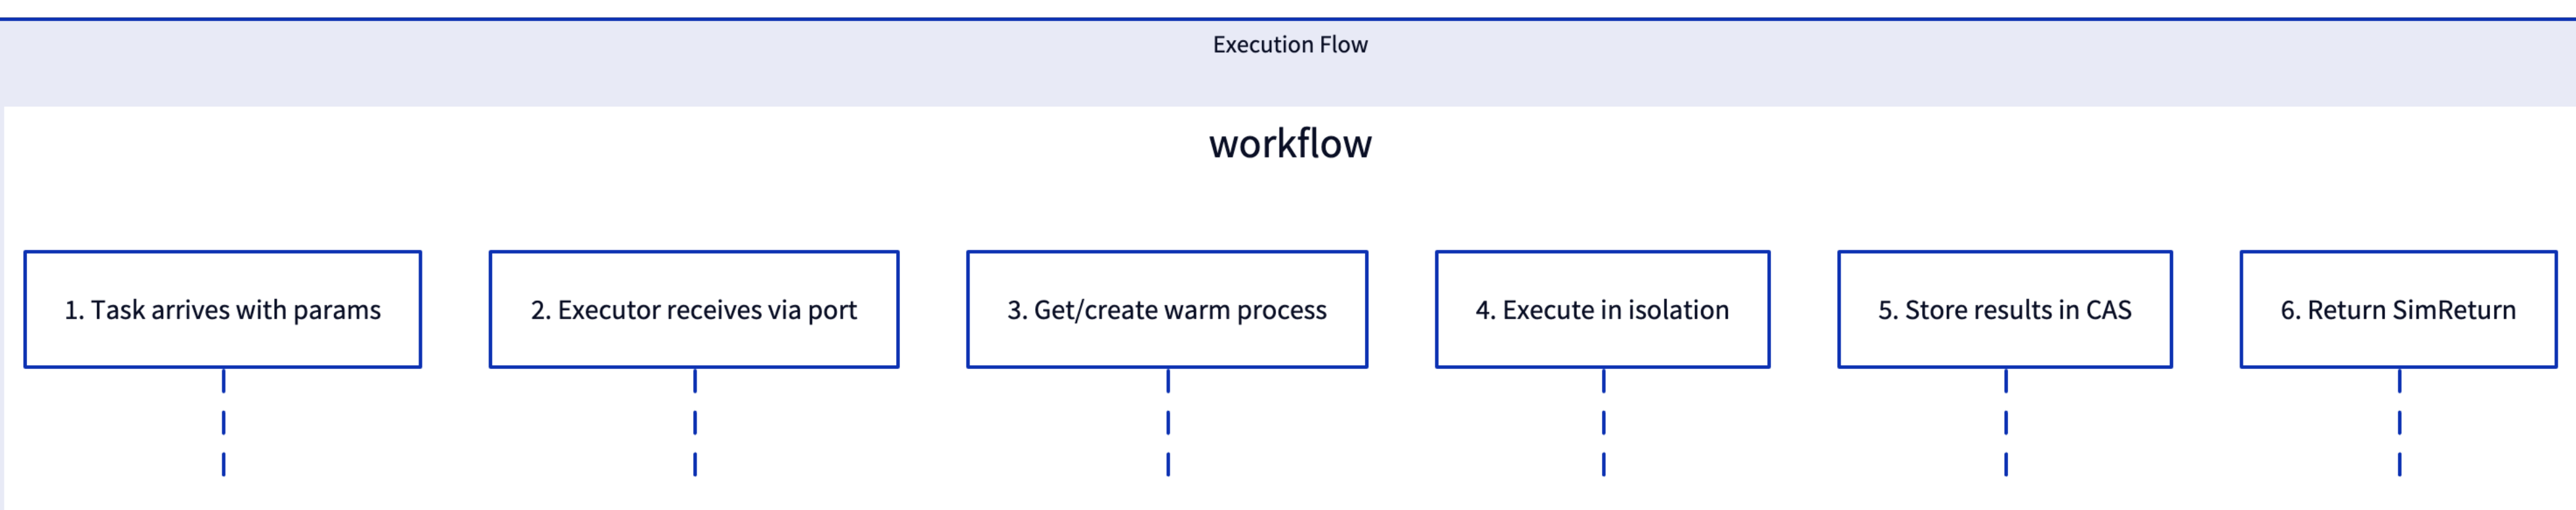 Execution Flow
workflow
1. Task arrives with params
2. Executor receives via port
3. Get/create warm process
4. Execute in isolation
5. Store results in CAS
6. Return SimReturn